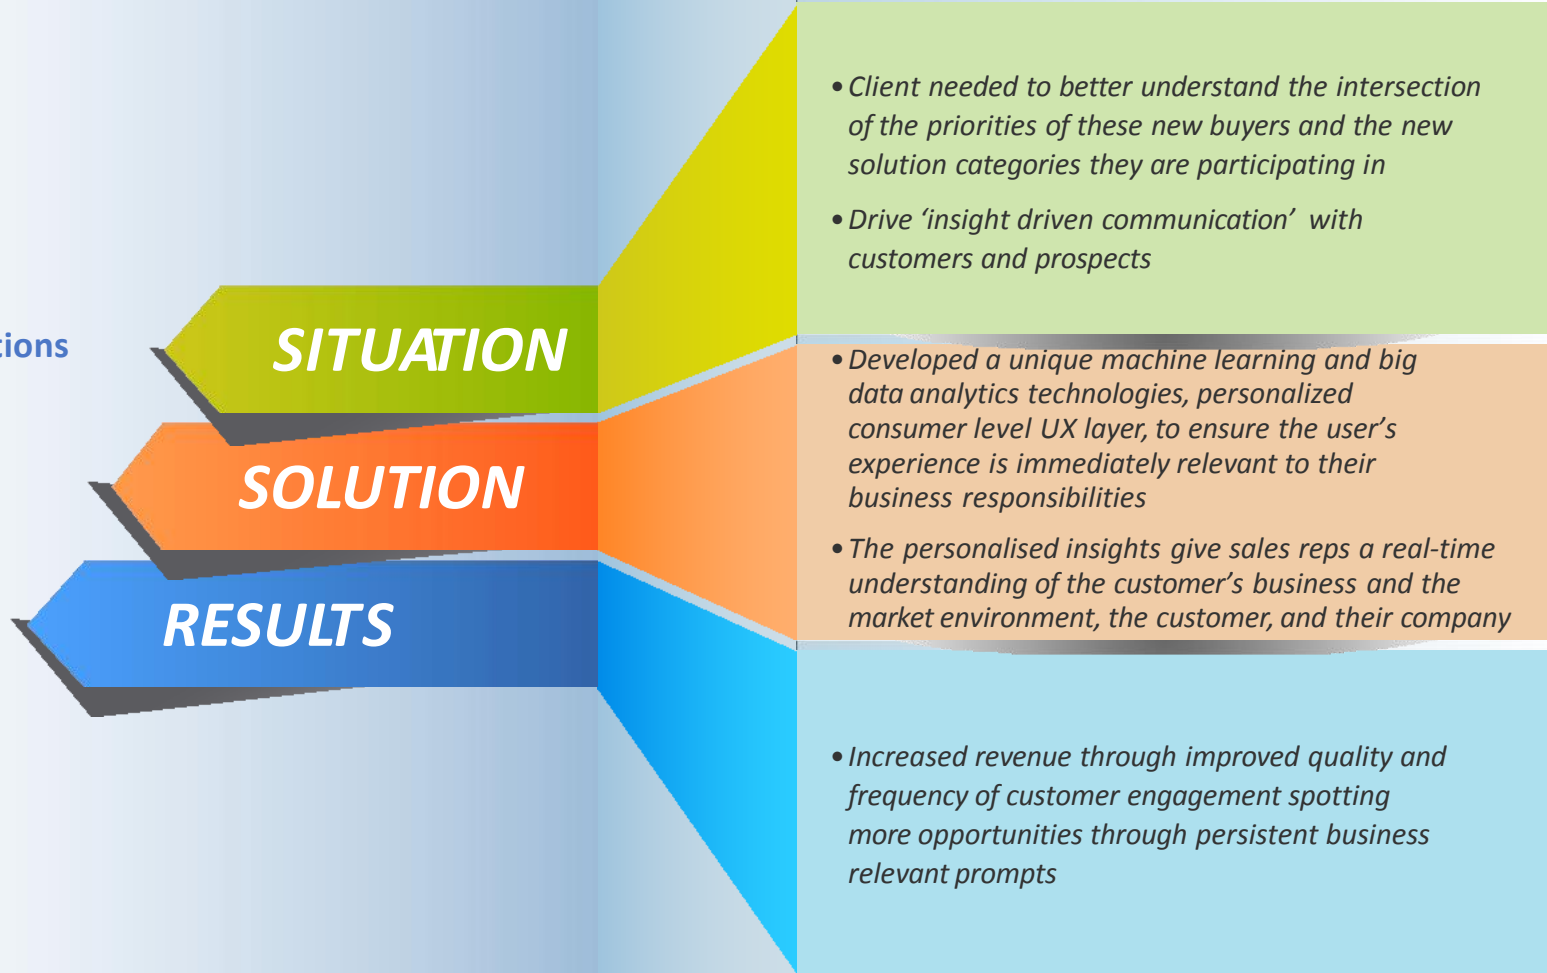 • Client needed to better understand the intersection
of the priorities of these new buyers and the new
solution categories they are participating in
• Drive ‘insight driven communication’ with
customers and prospects
SITUATION
• Developed a unique machine learning and big
data analytics technologies, personalized
consumer level UX layer, to ensure the user’s
experience is immediately relevant to their
business responsibilities
• The personalised insights give sales reps a real-time
understanding of the customer’s business and the
market environment, the customer, and their company
SOLUTION
RESULTS
• Increased revenue through improved quality and
frequency of customer engagement spotting
more opportunities through persistent business
relevant prompts